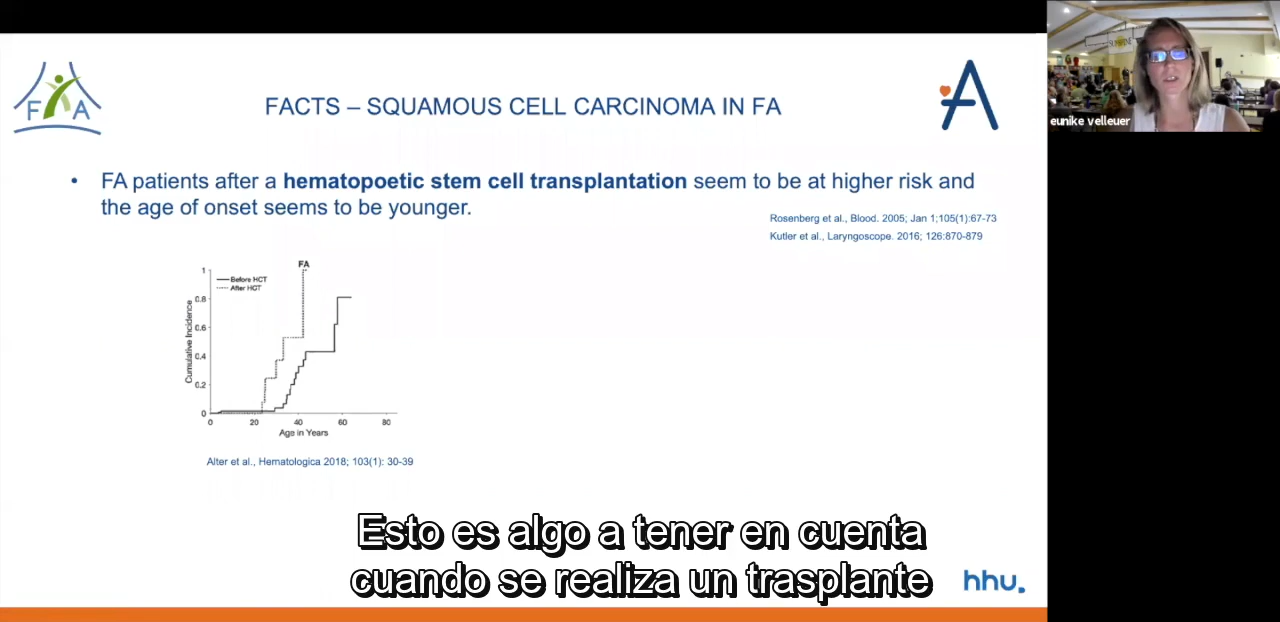 FA
FACTS – SQUAMOUS CELL CARCINOMA IN FA
A
eunike velleuer
• FA patients after a hematopoetic stem cell transplantation seem to be at higher risk and
the age of onset seems to be younger.
Rosenberg et al., Blood. 2005; Jan 1;105(1):67-73
Kutler et al., Laryngoscope. 2016; 126:870-879
FA
Before HCT
After HCT
Cumulative Incidence
1
0.8
0.6
0.4
0.2
0
0 20 40 60 80
Age in Years
Alter et al., Hematologica 2018; 103(1): 30-39
Esto es algo a tener en cuenta
cuando se realiza un trasplante
hhu.